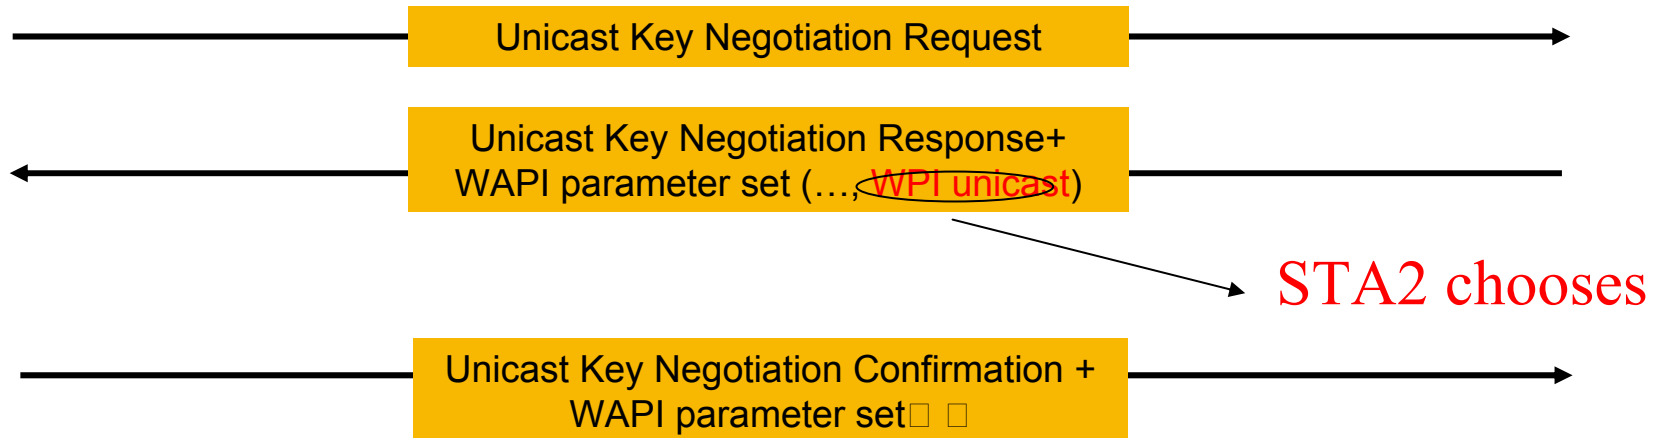 Unicast Key Negotiation Request
Unicast Key Negotiation Response+
WAPI parameter set (…, WPI unicast)
STA2 chooses
Unicast Key Negotiation Confirmation +
WAPI parameter set□ □